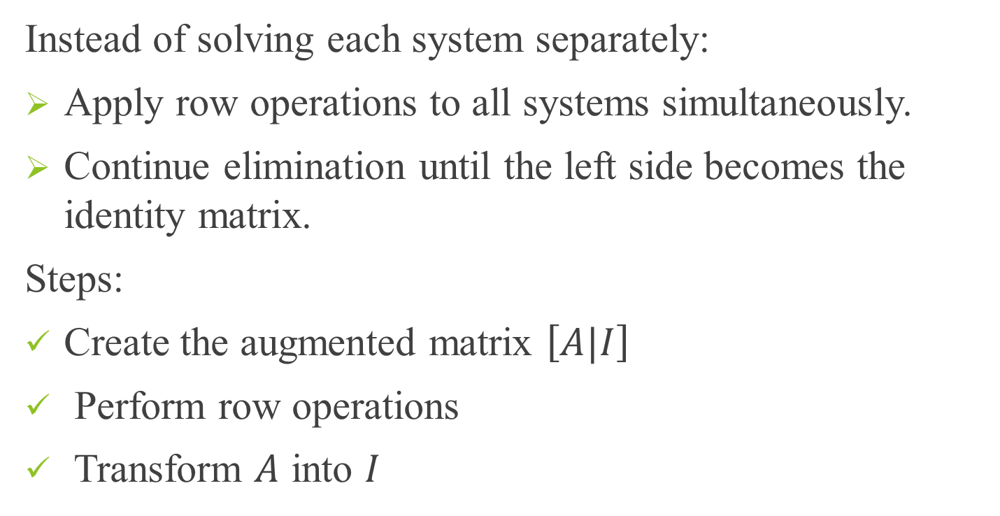 Instead of solving each system separately:
➢ Apply row operations to all systems simultaneously.
➢ Continue elimination until the left side becomes the
identity matrix.
Steps:
✓ Create the augmented matrix [A|I]
✓ Perform row operations
✓ Transform A into I